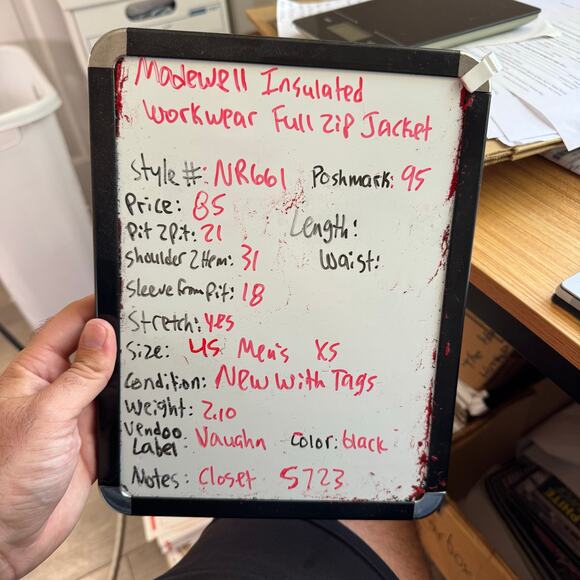 Madewell Insulated
Workwear Full Zip Jacket
Style #: NR661 Poshmark: 95
Price: 85
Pit 2 Pit: 21 Length:
Shoulder 2 Hem: 31 Waist:
Sleeve from Pit: 18
Stretch: yes
Size: US Men's XS
Condition: New with Tags
Weight: 2.10
Vendoo Label: Vaughn Color: black
Notes: Closet 5723